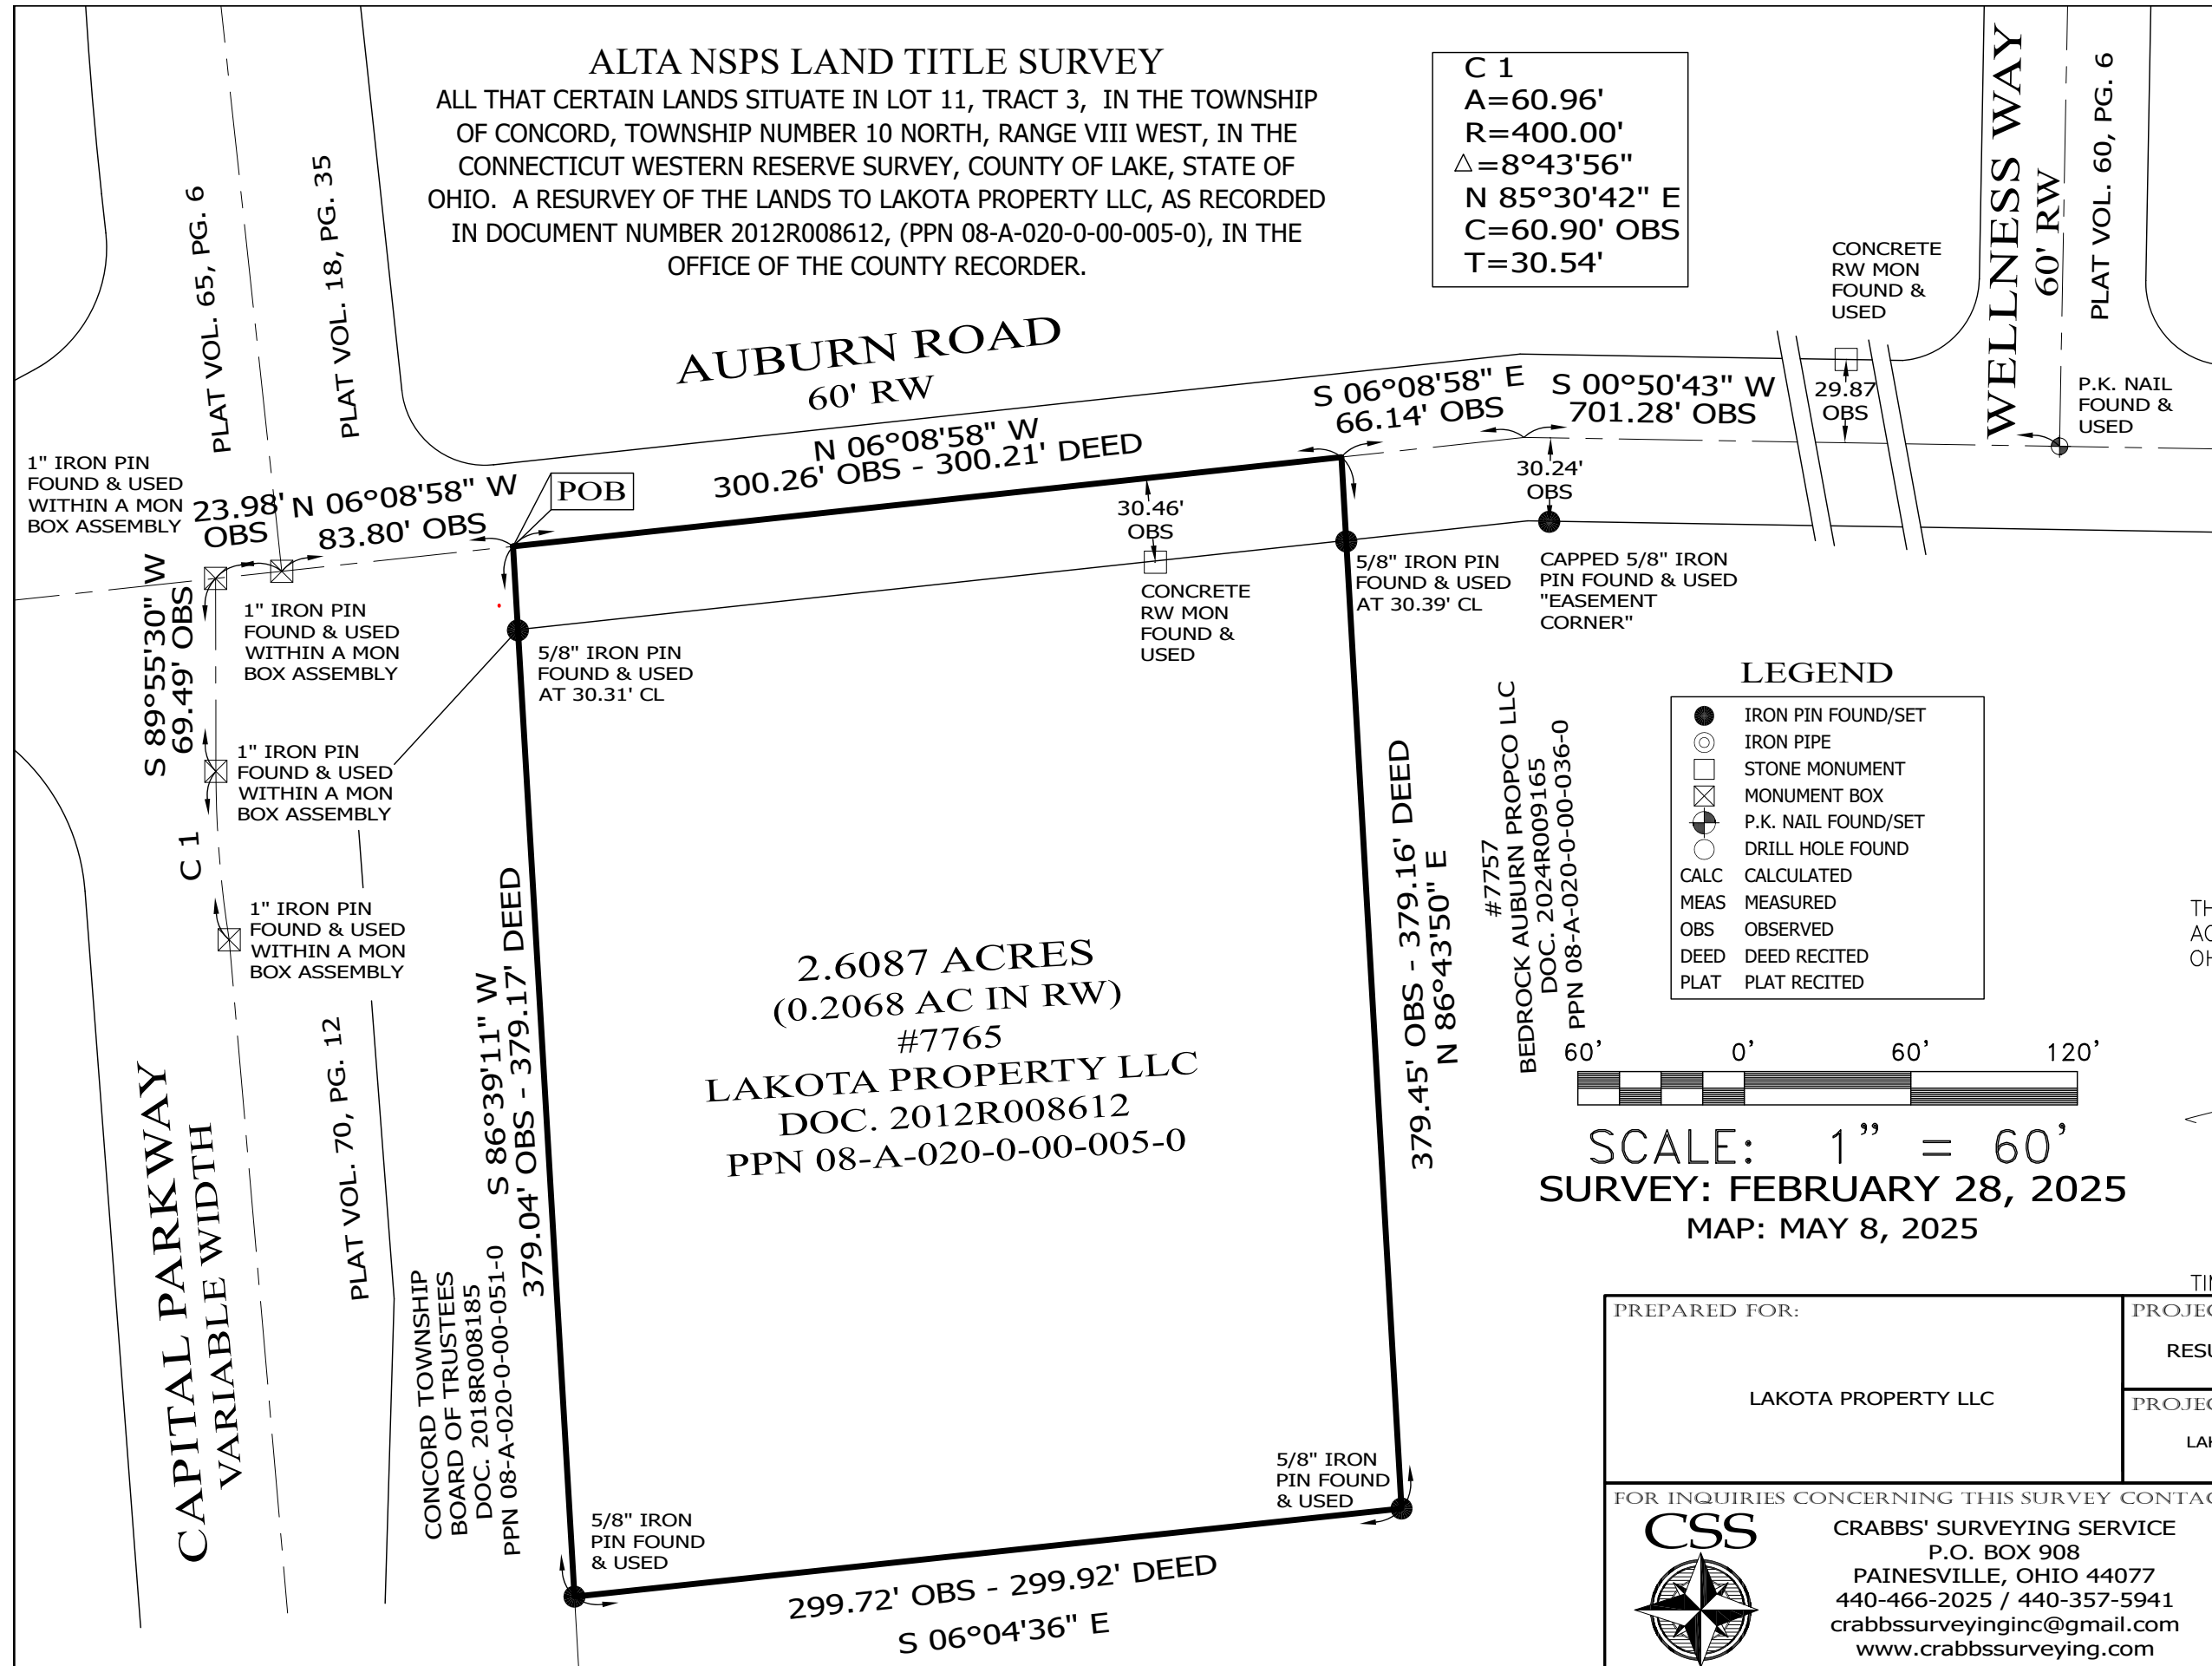 ALTA NSPS LAND TITLE SURVEY
ALL THAT CERTAIN LANDS SITUATE IN LOT 11, TRACT 3, IN THE TOWNSHIP
OF CONCORD, TOWNSHIP NUMBER 10 NORTH, RANGE VIII WEST, IN THE
CONNECTICUT WESTERN RESERVE SURVEY, COUNTY OF LAKE, STATE OF
OHIO. A RESURVEY OF THE LANDS TO LAKOTA PROPERTY LLC, AS RECORDED
IN DOCUMENT NUMBER 2012R008612, (PPN 08-A-020-0-00-005-0), IN THE
OFFICE OF THE COUNTY RECORDER.
C 1
A=60.96'
R=400.00'
△=8°43'56"
N 85°30'42" E
C=60.90' OBS
T=30.54'
WELLNESS WAY
60' RW
PLAT VOL. 60, PG. 6
CONCRETE
RW MON
FOUND &
USED
29.87
OBS
P.K. NAIL
FOUND &
USED
PLAT VOL. 65, PG. 6
PLAT VOL. 18, PG. 35
AUBURN ROAD
60' RW
N 06°08'58" W
300.26' OBS - 300.21' DEED
S 06°08'58" E
66.14' OBS
S 00°50'43" W
701.28' OBS
1" IRON PIN
FOUND & USED
WITHIN A MON
BOX ASSEMBLY
23.98'
OBS
N 06°08'58" W
83.80' OBS
POB
30.46'
OBS
30.24'
OBS
CONCRETE
RW MON
FOUND &
USED
5/8" IRON PIN
FOUND & USED
AT 30.39' CL
CAPPED 5/8" IRON
PIN FOUND & USED
"EASEMENT
CORNER"
S 89°55'30" W
69.49' OBS
1" IRON PIN
FOUND & USED
WITHIN A MON
BOX ASSEMBLY
5/8" IRON PIN
FOUND & USED
AT 30.31' CL
1" IRON PIN
FOUND & USED
WITHIN A MON
BOX ASSEMBLY
C 1
1" IRON PIN
FOUND & USED
WITHIN A MON
BOX ASSEMBLY
LEGEND
IRON PIN FOUND/SET
IRON PIPE
STONE MONUMENT
MONUMENT BOX
P.K. NAIL FOUND/SET
DRILL HOLE FOUND
CALC CALCULATED
MEAS MEASURED
OBS OBSERVED
DEED DEED RECITED
PLAT PLAT RECITED
#7757
BEDROCK AUBURN PROPCO LLC
DOC. 2024R009165
PPN 08-A-020-0-00-036-0
379.45' OBS - 379.16' DEED
N 86°43'50" E
S 86°39'11" W
379.04' OBS - 379.17' DEED
2.6087 ACRES
(0.2068 AC IN RW)
#7765
LAKOTA PROPERTY LLC
DOC. 2012R008612
PPN 08-A-020-0-00-005-0
CAPITAL PARKWAY
VARIABLE WIDTH
PLAT VOL. 70, PG. 12
CONCORD TOWNSHIP
BOARD OF TRUSTEES
DOC. 2018R008185
PPN 08-A-020-0-00-051-0
60' 0' 60' 120'
SCALE: 1" = 60'
SURVEY: FEBRUARY 28, 2025
MAP: MAY 8, 2025
5/8" IRON
PIN FOUND
& USED
5/8" IRON
PIN FOUND
& USED
299.72' OBS - 299.92' DEED
S 06°04'36" E
PREPARED FOR:
LAKOTA PROPERTY LLC
FOR INQUIRIES CONCERNING THIS SURVEY
CSS
CRABBS' SURVEYING SERVICE
P.O. BOX 908
PAINESVILLE, OHIO 44077
440-466-2025 / 440-357-5941
crabbssurveyinginc@gmail.com
www.crabbssurveying.com